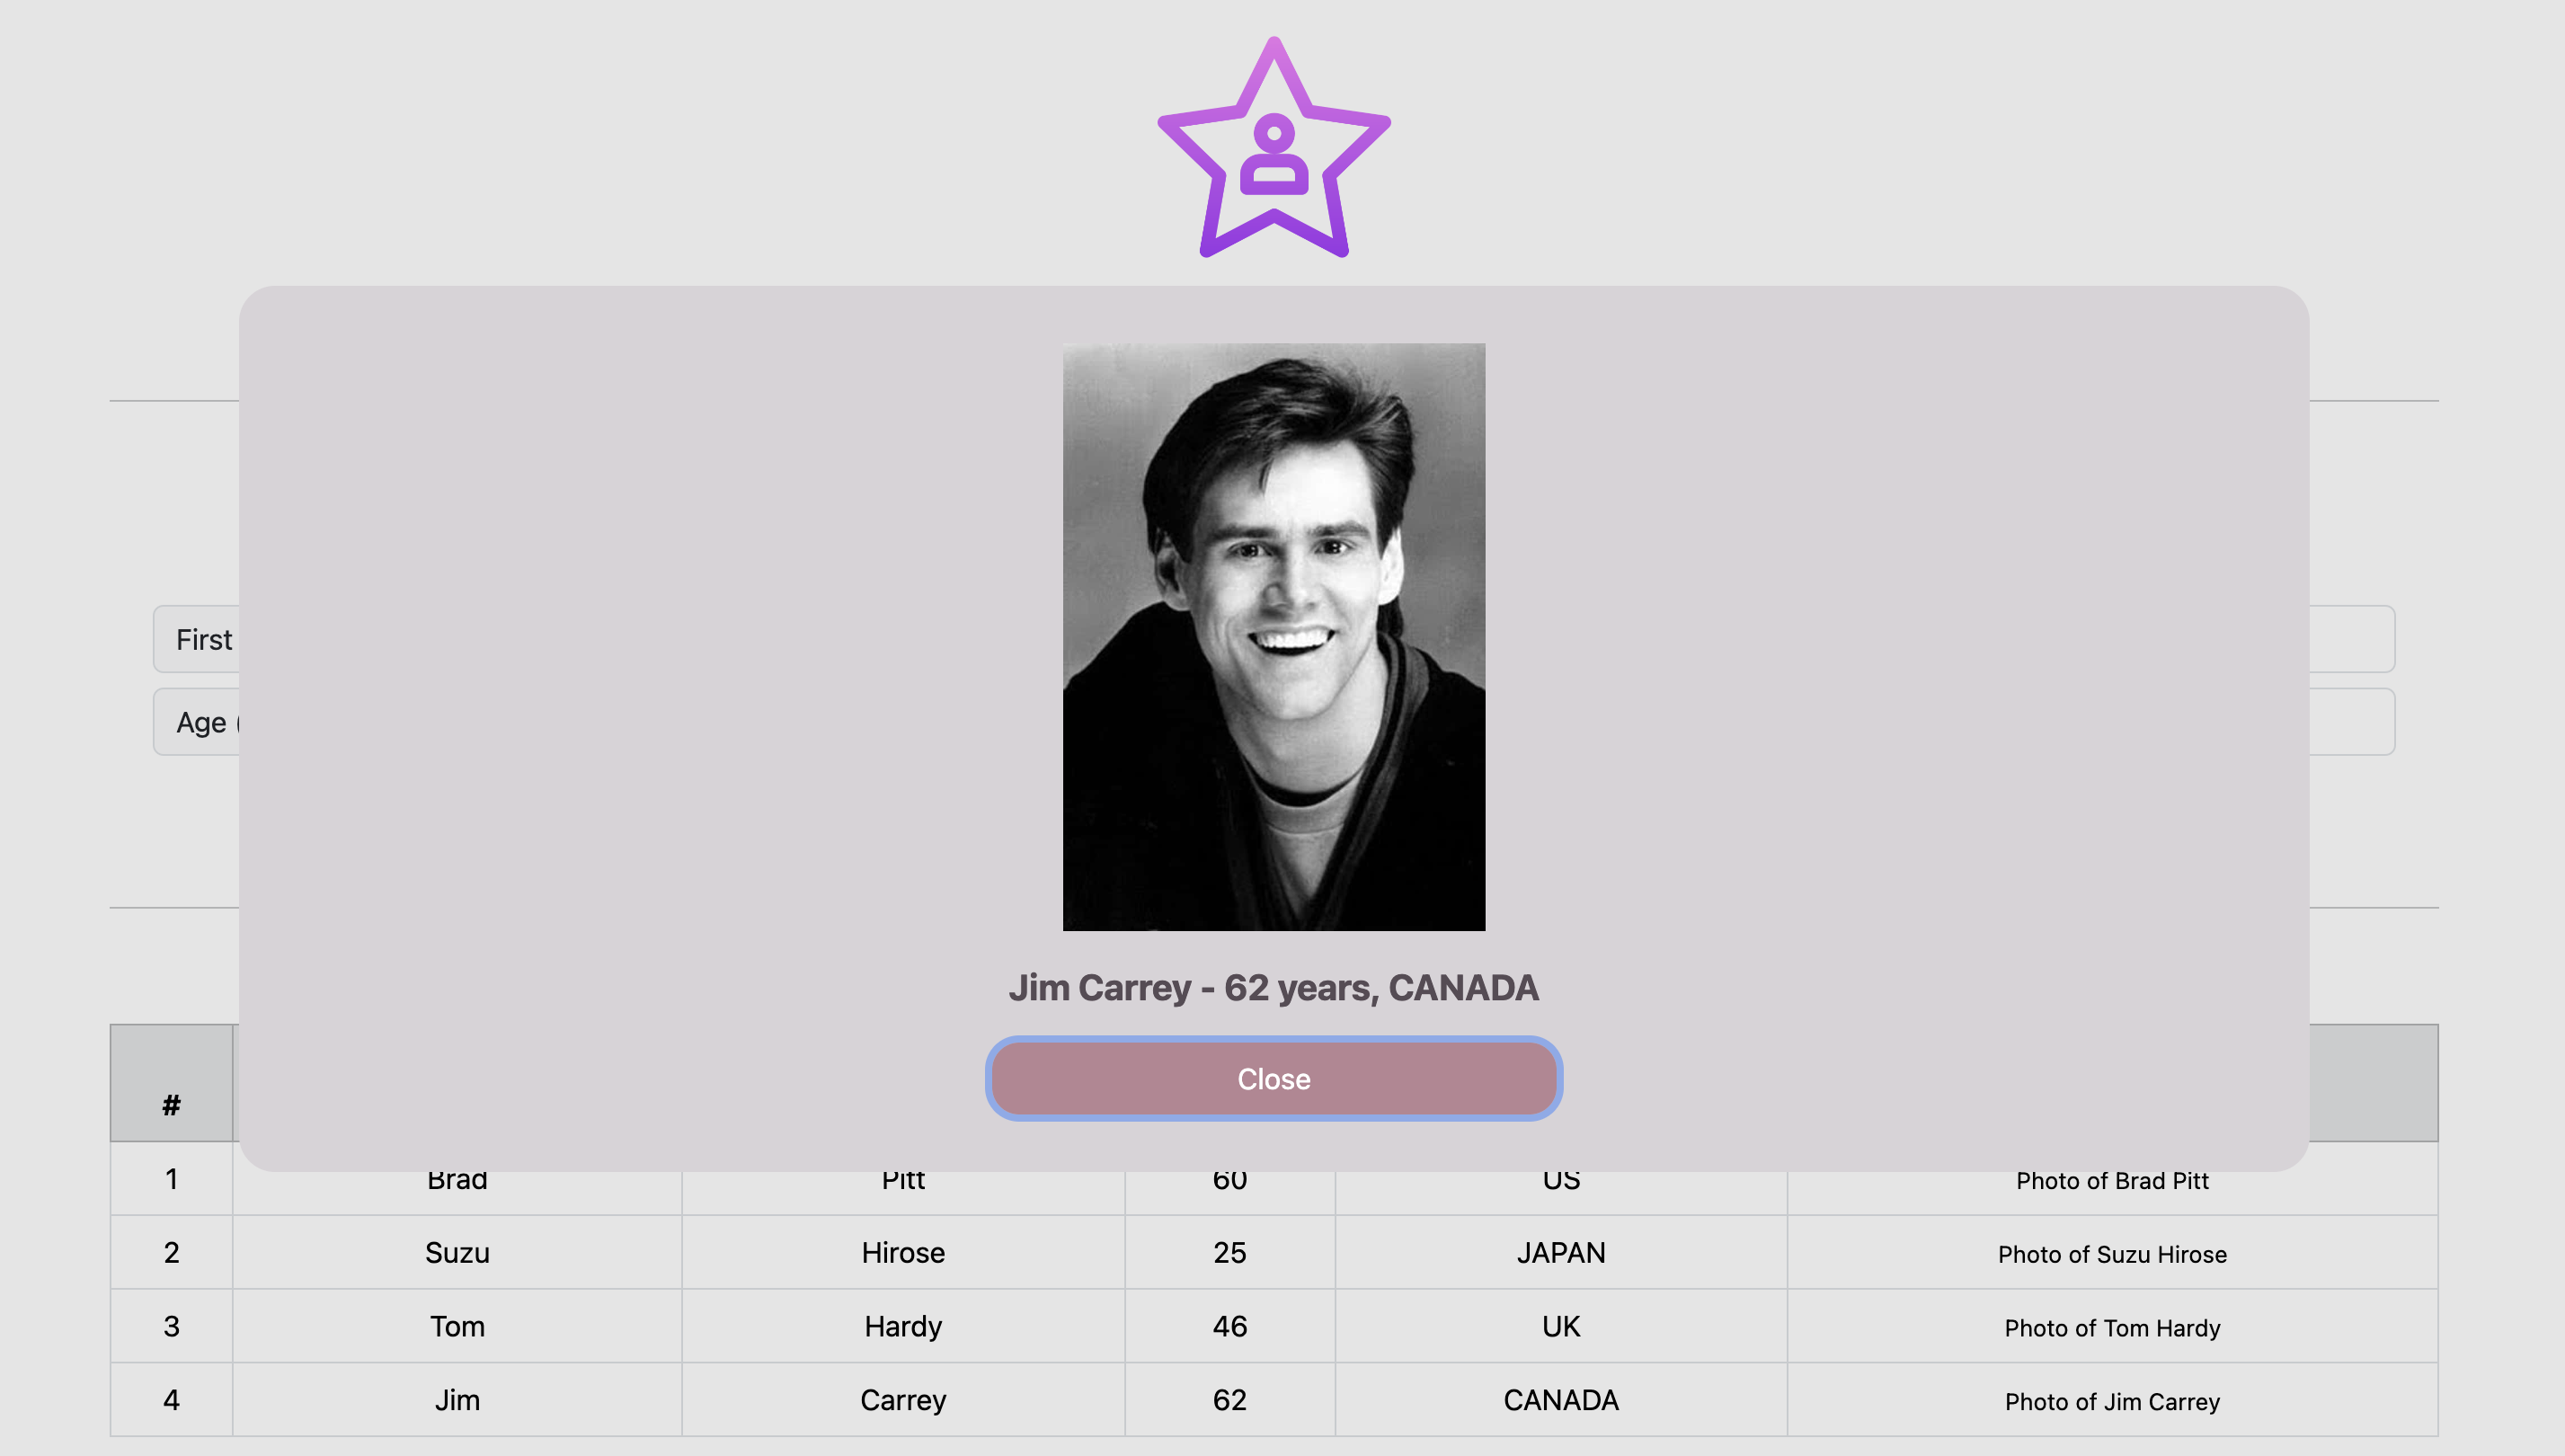 First
Age (
Jim Carrey - 62 years, CANADA
Close
#
1 Brad Pitt 60 US Photo of Brad Pitt
2 Suzu Hirose 25 JAPAN Photo of Suzu Hirose
3 Tom Hardy 46 UK Photo of Tom Hardy
4 Jim Carrey 62 CANADA Photo of Jim Carrey